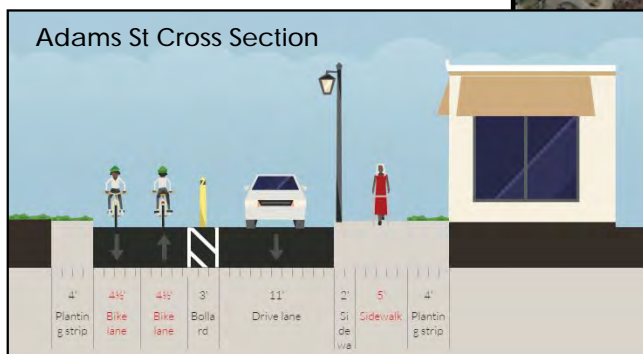 Adams St Cross Section
4' 4½' 4½' 3' 11' 2' 5' 4'
Plantin Bike Bike Bolla Drive lane Si Sidewalk Plantin
g strip lane lane rd de g strip
wa